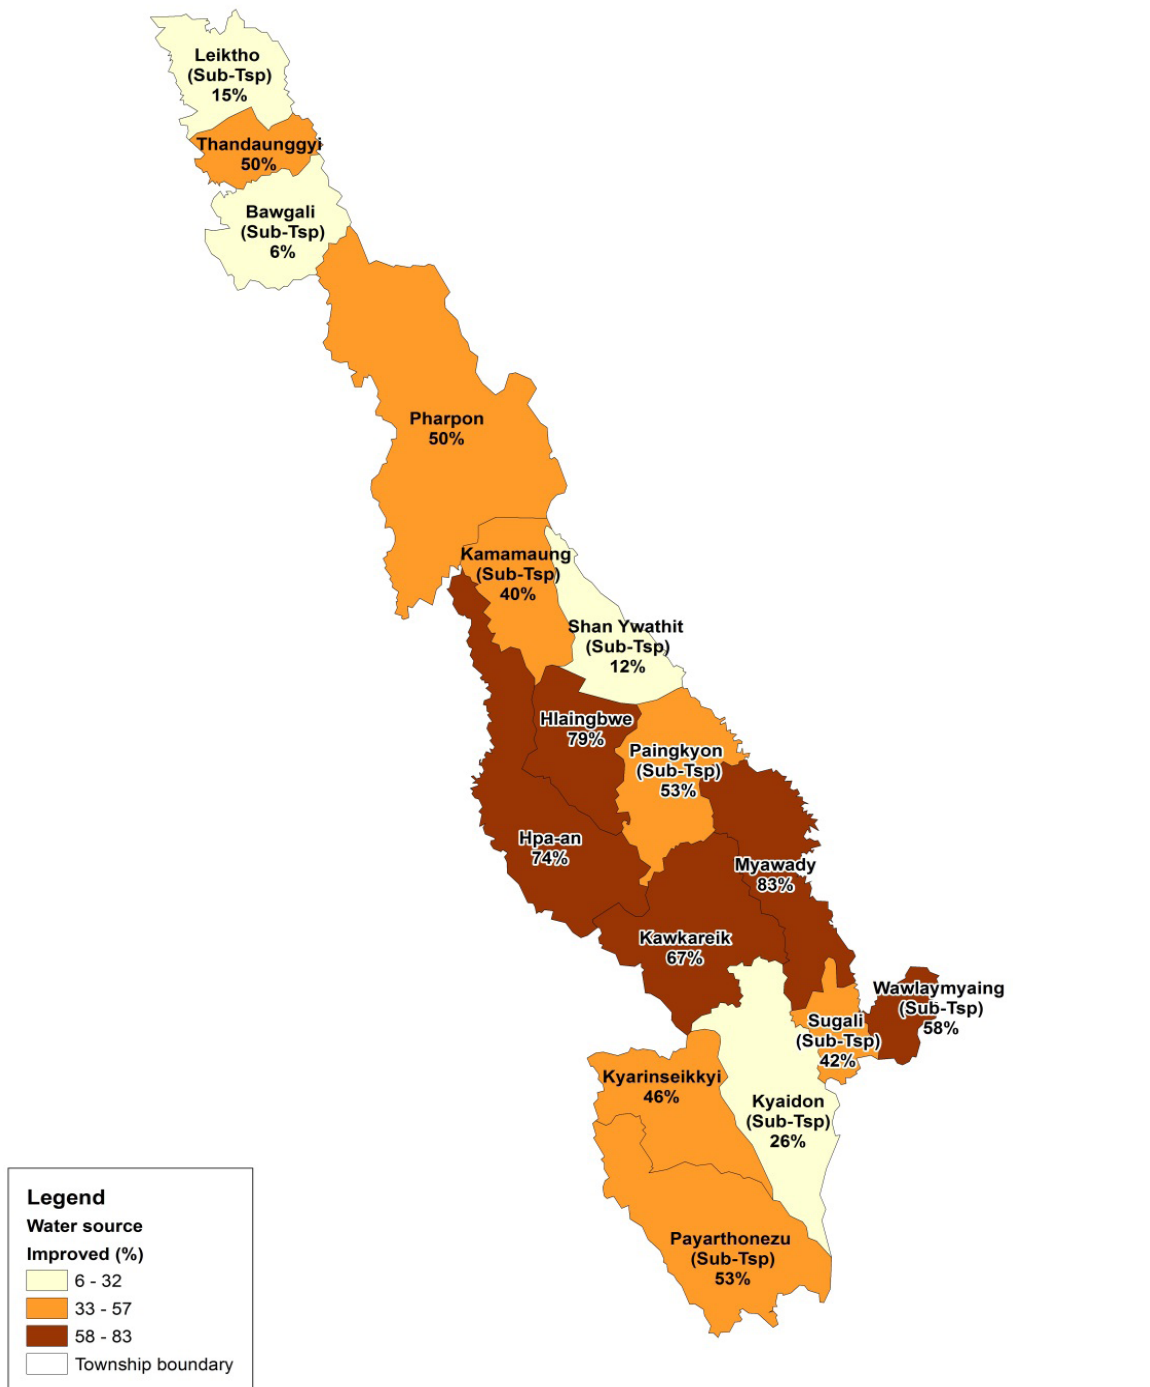 Leiktho
(Sub-Tsp)
15%
Thandaunggyi
50%
Bawgali
(Sub-Tsp)
6%
Pharpon
50%
Kamamaung
(Sub-Tsp)
40%
Shan Ywathit
(Sub-Tsp)
12%
Hlaingbwe
79%
Paingkyon
(Sub-Tsp)
53%
Hpa-an
74%
Myawady
83%
Kawkareik
67%
Wawlaymyaing
(Sub-Tsp)
58%
Sugali
(Sub-Tsp)
42%
Kyarinseikkyi
46%
Kyaidon
(Sub-Tsp)
26%
Payarthonezu
(Sub-Tsp)
53%
Legend
Water source
Improved (%)
6 - 32
33 - 57
58 - 83
Township boundary